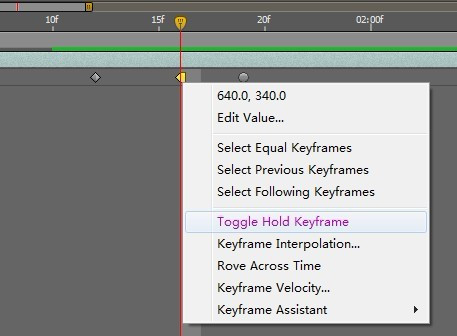 10f 15f 20f 02:00f
640.0, 340.0
Edit Value...
Select Equal Keyframes
Select Previous Keyframes
Select Following Keyframes
Toggle Hold Keyframe
Keyframe Interpolation...
Rove Across Time
Keyframe Velocity...
Keyframe Assistant